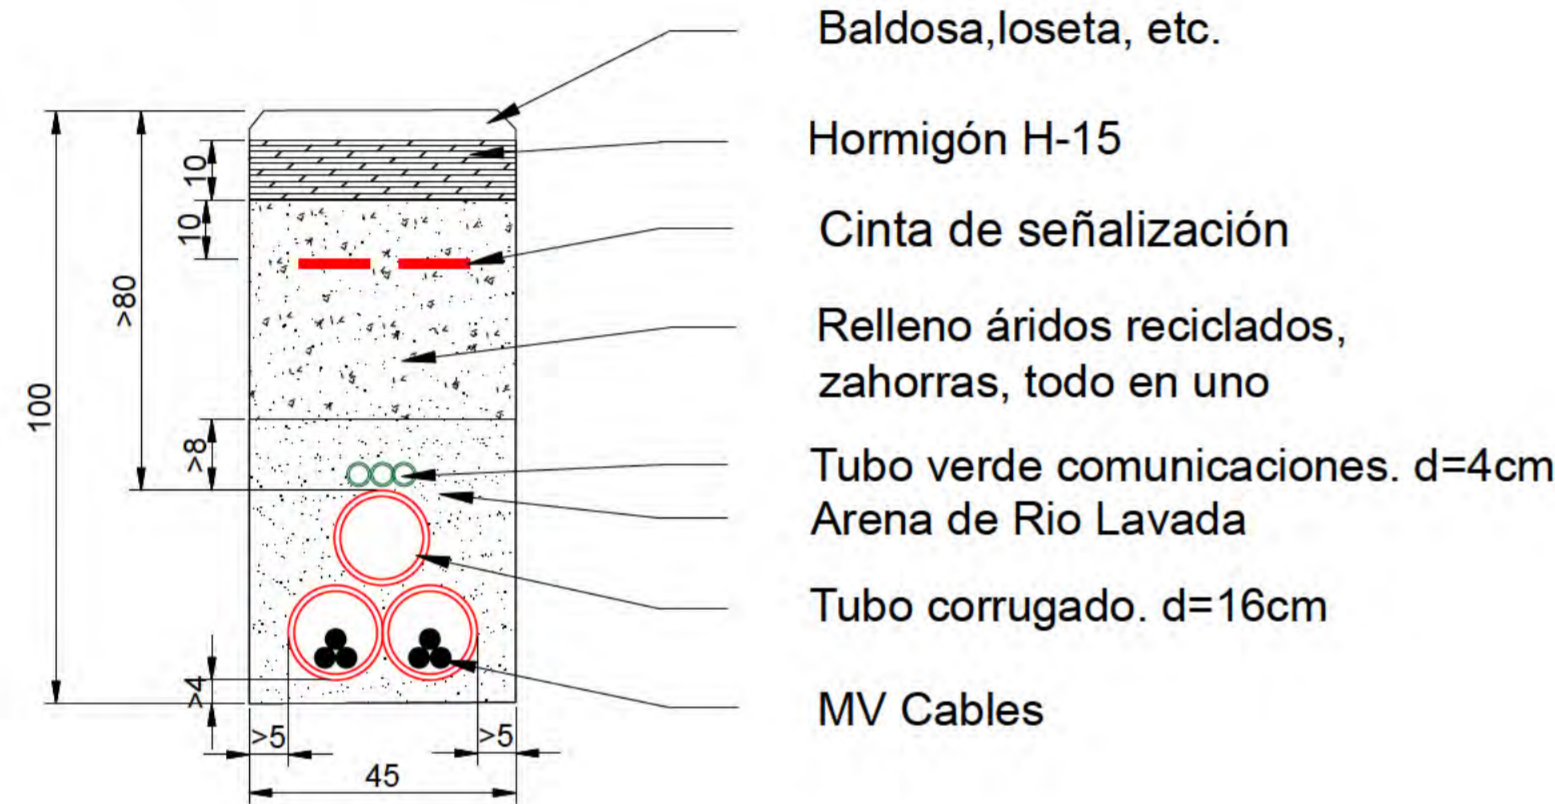 Baldosa,loseta, etc.
Hormigón H-15
Cinta de señalización
Relleno áridos reciclados,
zahorras, todo en uno
Tubo verde comunicaciones. d=4cm
Arena de Rio Lavada
Tubo corrugado. d=16cm
MV Cables
10
10
>80
100
>8
>4
>5
>5
45